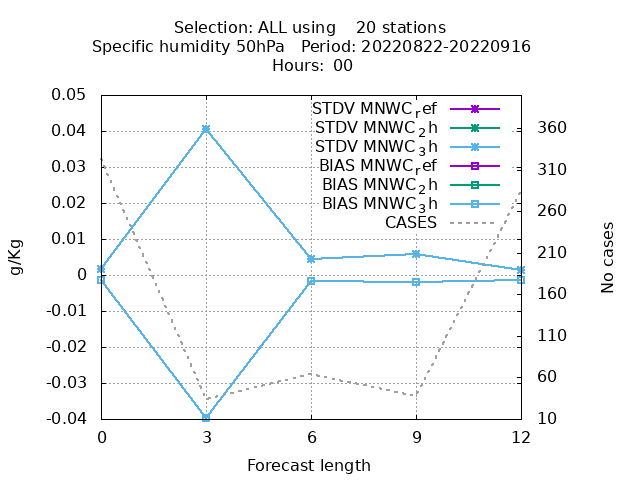 Selection: ALL using    20 stations
Specific humidity 50hPa   Period: 20220822-20220916
Hours:  00
0.05
0.04
0.03
0.02
0.01
0
-0.01
-0.02
-0.03
-0.04
g/Kg
STDV MNWC_ref
STDV MNWC_2h
STDV MNWC_3h
BIAS MNWC_ref
BIAS MNWC_2h
BIAS MNWC_3h
CASES
360
310
260
210
160
110
60
10
No cases
0 3 6 9 12
Forecast length